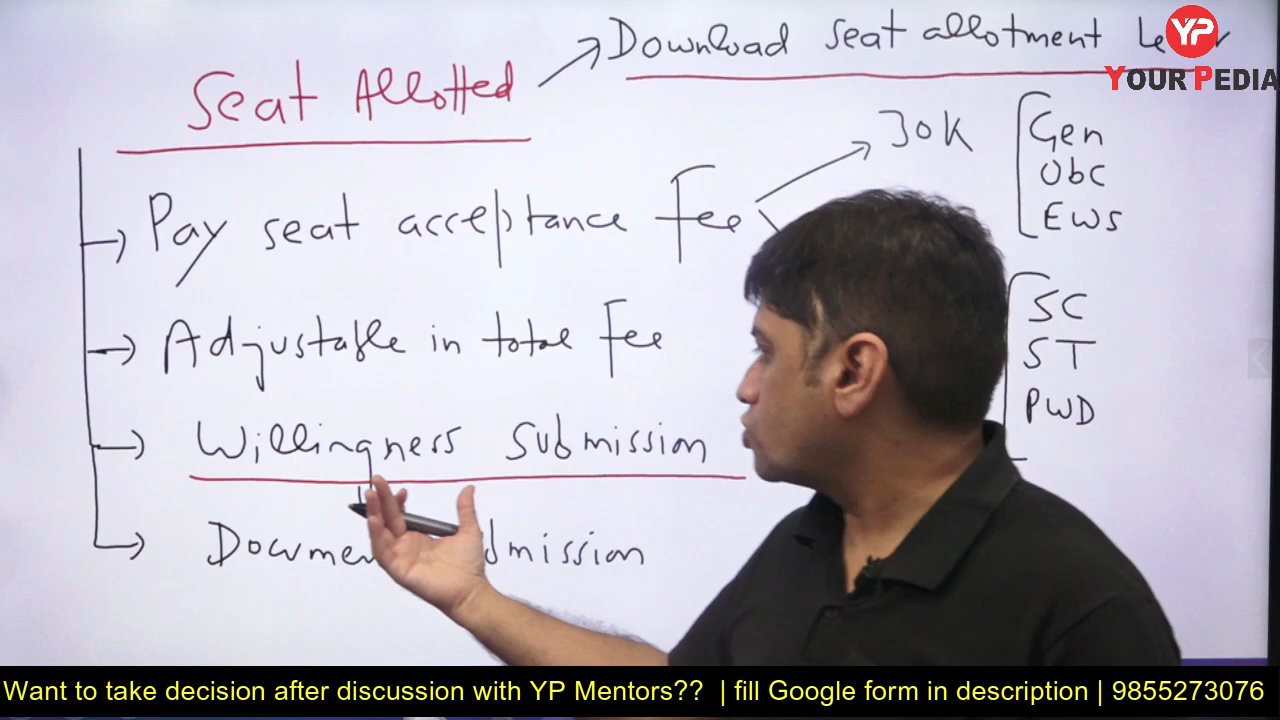 Download seat allotment
YP
YOUR PEDIA
Seat Allotted
30K
Gen
Obc
EWS
Pay seat acceptance Fee
SC
ST
PWD
Adjustable in total Fee
Willingness Submission
Want to take decision after discussion with YP Mentors?? | fill Google form in description | 9855273076